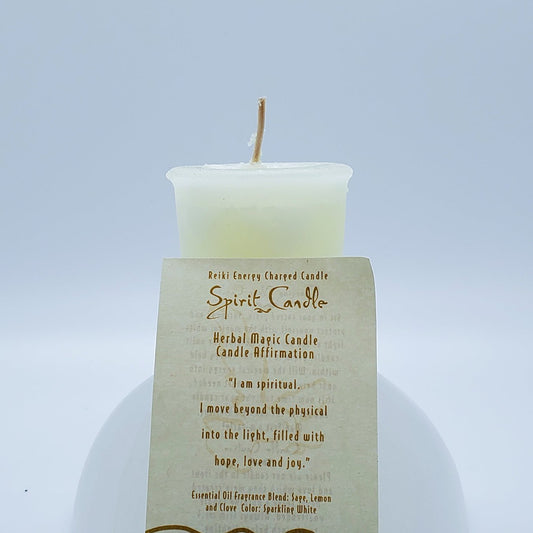 Reiki Energy Charged Candle
Spirit Candle
Herbal Magic Candle
Candle Affirmation
"I am spiritual.
I move beyond the physical
into the light, filled with
hope, love and joy."
Essential Oil Fragrance Blend: Sage, Lemon
and Clove Color: Sparkling White